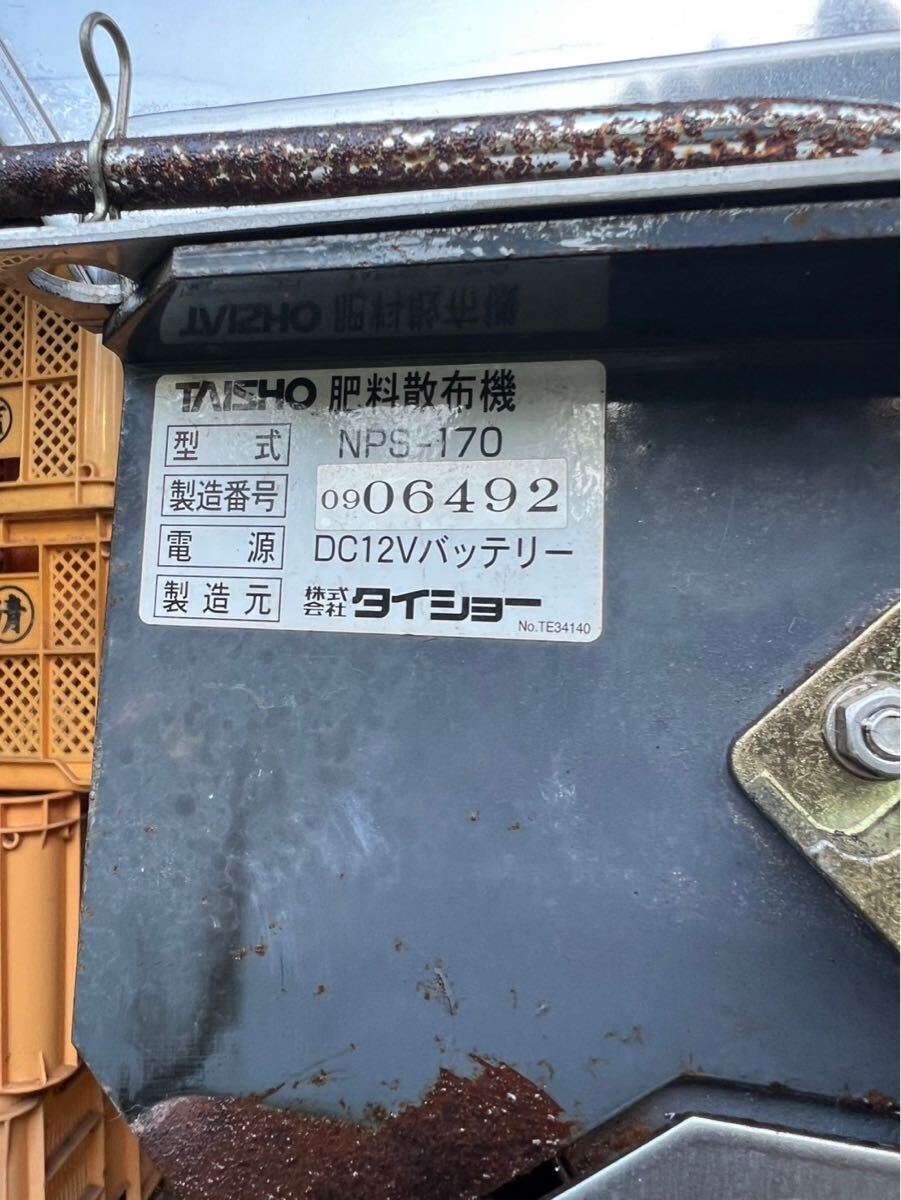 TAISHO 肥料散布機
型式 NPS-170
製造番号 0906492
電源 DC12Vバッテリー
製造元 株式会社 タイショー
No.TE34140
清